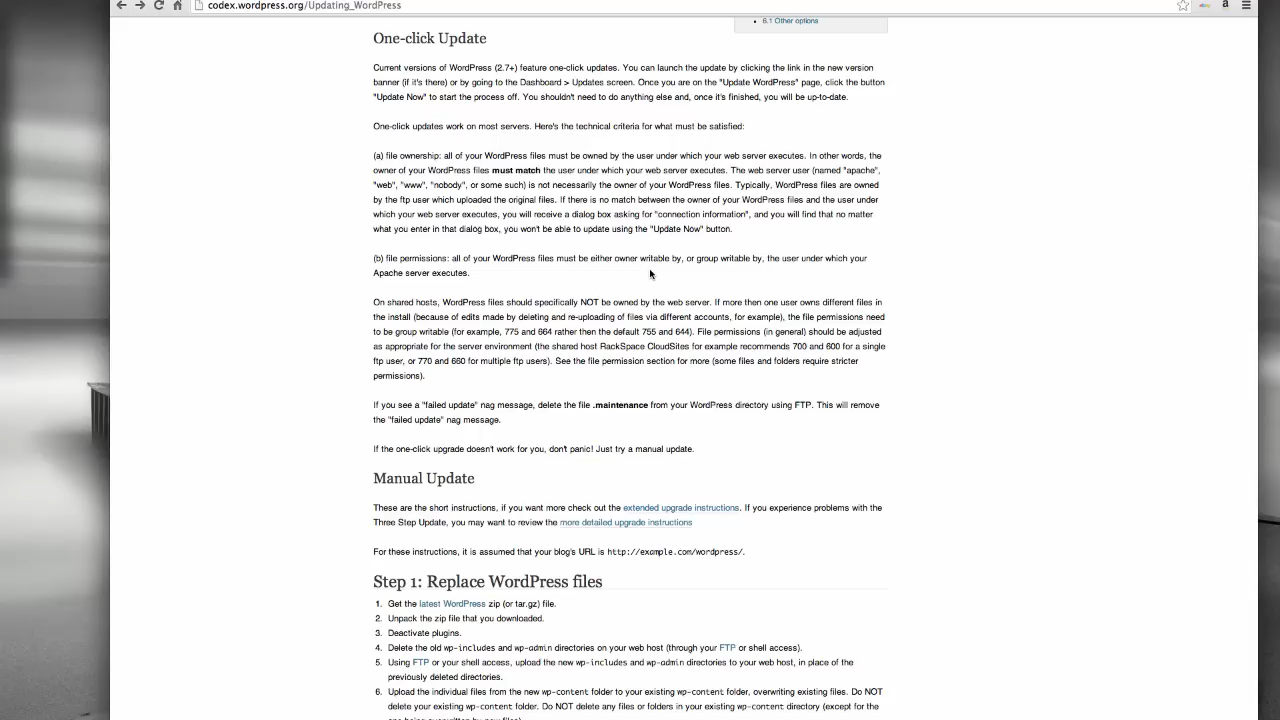 codex.wordpress.org/Updating_WordPress
6.1 Other options
One-click Update
Current versions of WordPress (2.7+) feature one-click updates. You can launch the update by clicking the link in the new version
banner (if it's there) or by going to the Dashboard > Updates screen. Once you are on the "Update WordPress" page, click the button
"Update Now" to start the process off. You shouldn't need to do anything else and, once it's finished, you will be up-to-date.
One-click updates work on most servers. Here's the technical criteria for what must be satisfied:
(a) file ownership: all of your WordPress files must be owned by the user under which your web server executes. In other words, the
owner of your WordPress files must match the user under which your web server executes. The web server user (named "apache",
"web", "www", "nobody", or some such) is not necessarily the owner of your WordPress files. Typically, WordPress files are owned
by the ftp user which uploaded the original files. If there is no match between the owner of your WordPress files and the user under
which your web server executes, you will receive a dialog box asking for "connection information", and you will find that no matter
what you enter in that dialog box, you won't be able to update using the "Update Now" button.
(b) file permissions: all of your WordPress files must be either owner writable by, or group writable by, the user under which your
Apache server executes.
On shared hosts, WordPress files should specifically NOT be owned by the web server. If more then one user owns different files in
the install (because of edits made by deleting and re-uploading of files via different accounts, for example), the file permissions need
to be group writable (for example, 775 and 664 rather then the default 755 and 644). File permissions (in general) should be adjusted
as appropriate for the server environment (the shared host RackSpace CloudSites for example recommends 700 and 600 for a single
ftp user, or 770 and 660 for multiple ftp users). See the file permission section for more (some files and folders require stricter
permissions).
If you see a "failed update" nag message, delete the file .maintenance from your WordPress directory using FTP. This will remove
the "failed update" nag message.
If the one-click upgrade doesn't work for you, don't panic! Just try a manual update.
Manual Update
These are the short instructions, if you want more check out the extended upgrade instructions. If you experience problems with the
Three Step Update, you may want to review the more detailed upgrade instructions
For these instructions, it is assumed that your blog's URL is http://example.com/wordpress/.
Step 1: Replace WordPress files
1. Get the latest WordPress zip (or tar.gz) file.
2. Unpack the zip file that you downloaded.
3. Deactivate plugins.
4. Delete the old wp-includes and wp-admin directories on your web host (through your FTP or shell access).
5. Using FTP or your shell access, upload the new wp-includes and wp-admin directories to your web host, in place of the
previously deleted directories.
6. Upload the individual files from the new wp-content folder to your existing wp-content folder, overwriting existing files. Do NOT
delete your existing wp-content folder. Do NOT delete any files or folders in your existing wp-content directory (except for the